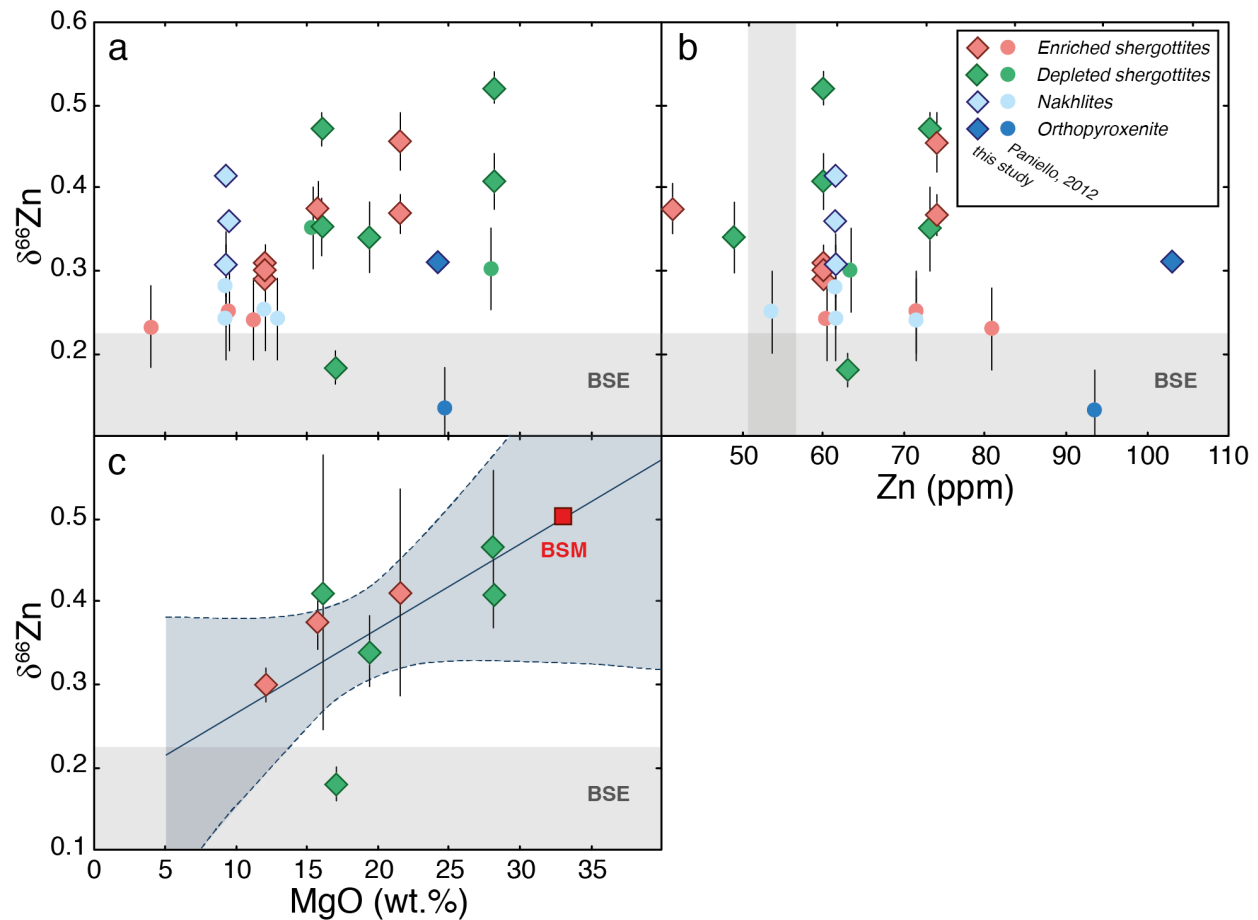 0.6
0.5
0.4
0.3
0.2
δ⁶⁶Zn
a
BSE
b
Enriched shergottites
Depleted shergottites
Nakhlites
Orthopyroxenite
this study
Paniello, 2012
BSE
50 60 70 80 90 100 110
Zn (ppm)
c
0.5
0.4
0.3
0.2
0.1
δ⁶⁶Zn
BSM
BSE
0 5 10 15 20 25 30 35
MgO (wt.%)